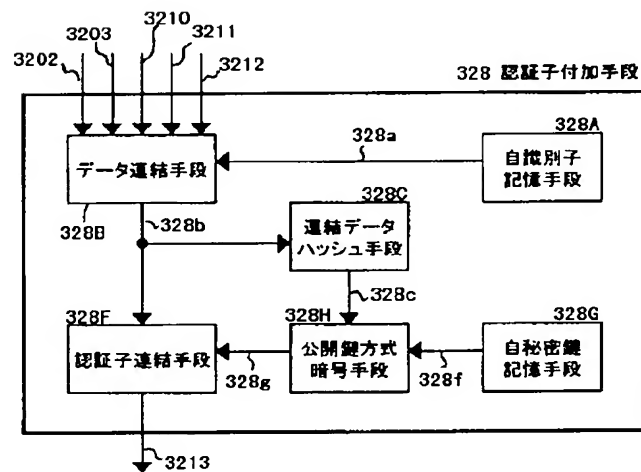 3210
3203
3211
3202
3212
328 認証子付加手段
328A
328a
自識別子
記憶手段
データ連結手段
328B
328b
328C
連結データ
ハッシュ手段
328c
328F
認証子連結手段
328H
公開鍵方式
暗号手段
328g
328G
自秘密鍵
記憶手段
328f
3213